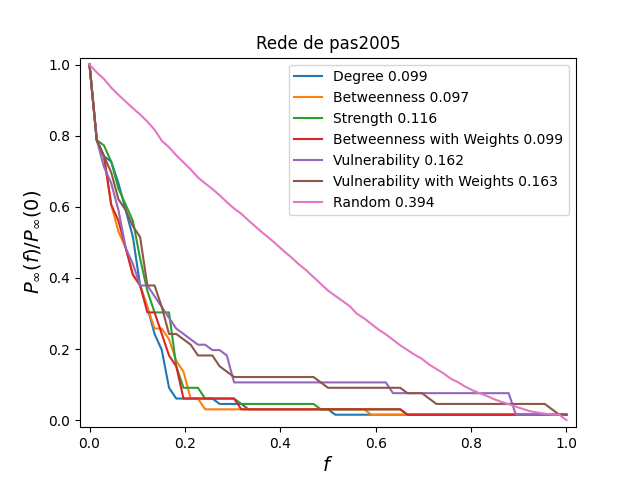 Rede de pas2005
Degree 0.099
Betweenness 0.097
Strength 0.116
Betweenness with Weights 0.099
Vulnerability 0.162
Vulnerability with Weights 0.163
Random 0.394
P∞(f)/P∞(0)
1.0
0.8
0.6
0.4
0.2
0.0
0.0 0.2 0.4 0.6 0.8 1.0
f